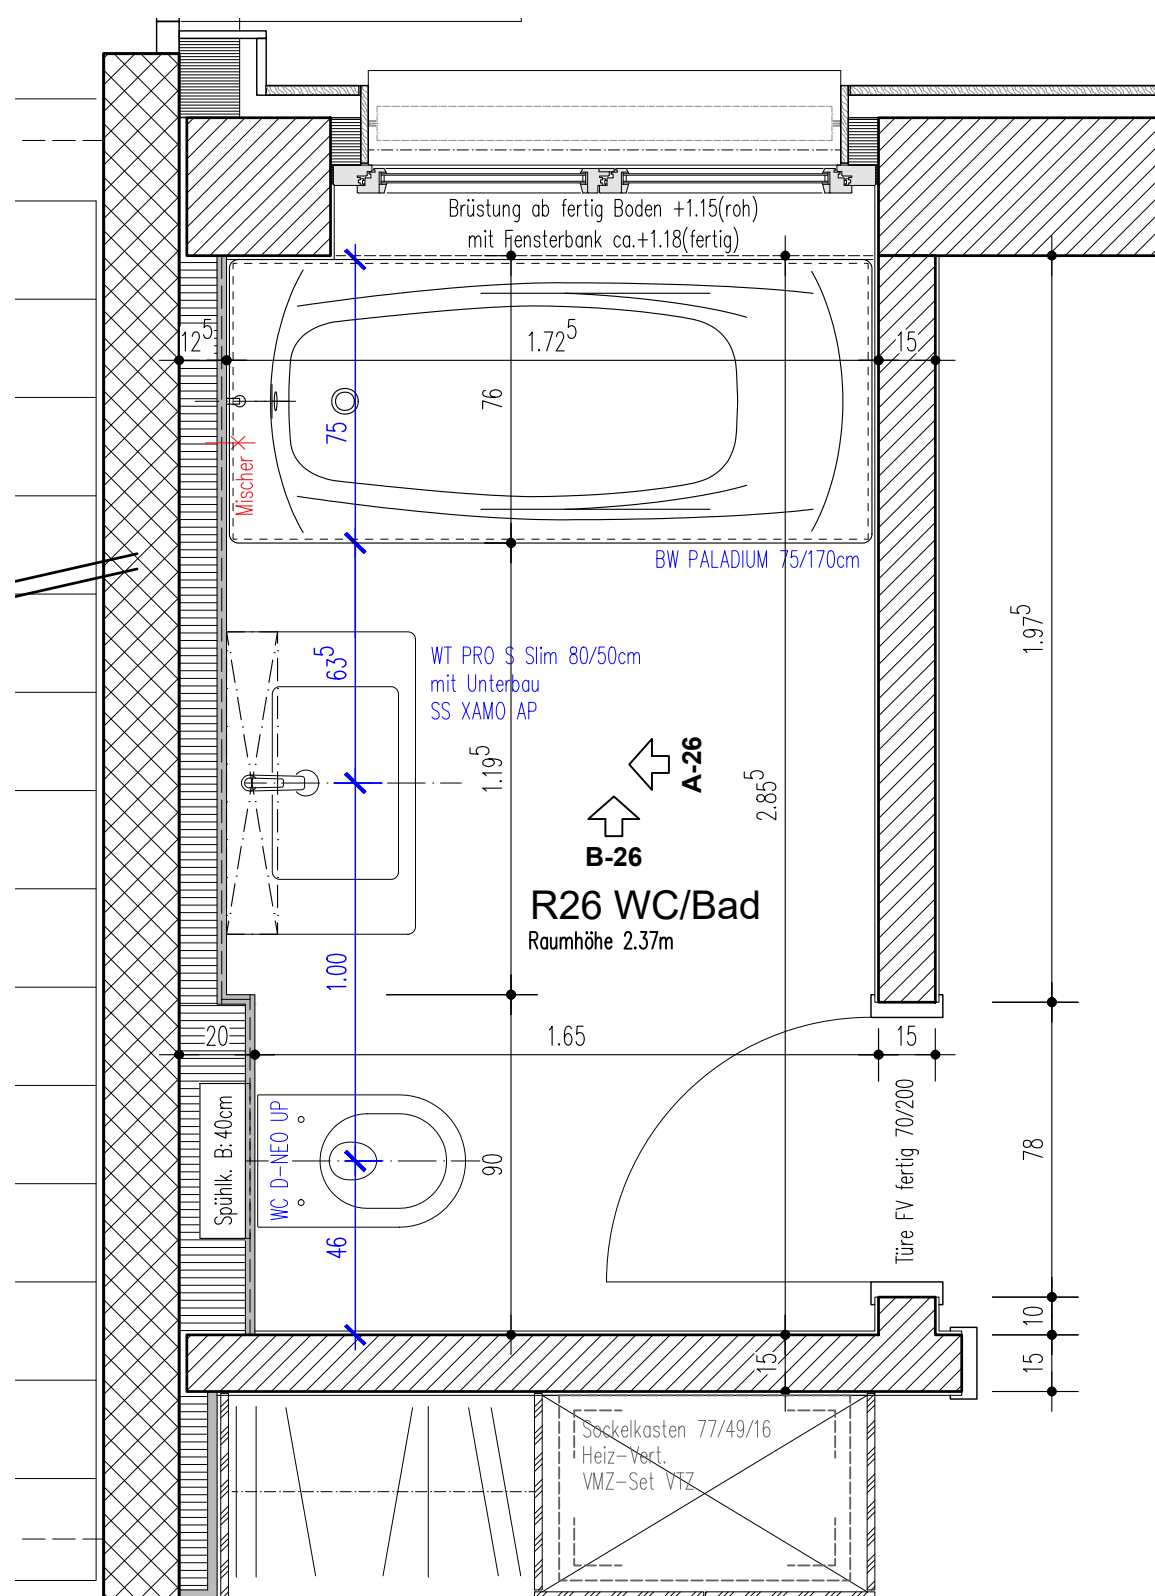 Brüstung ab fertig Boden +1.15(roh)
mit Fensterbank ca.+1.18(fertig)
12⁵
1.72⁵
15
76
75
Mischer
BW PALADIUM 75/170cm
1.97⁵
63⁵
WT PRO S Slim 80/50cm
mit Unterbau
SS XAMO AP
1.19⁵
2.85⁵
A-26
B-26
R26 WC/Bad
Raumhöhe 2.37m
1.00
20
1.65
15
Spühlk. B:40cm
WC D-NEO UP
90
Türe FV fertig 70/200
78
46
10
15
15
Sockelkasten 77/49/16
Heiz-Vert.
VMZ-Set VTZ